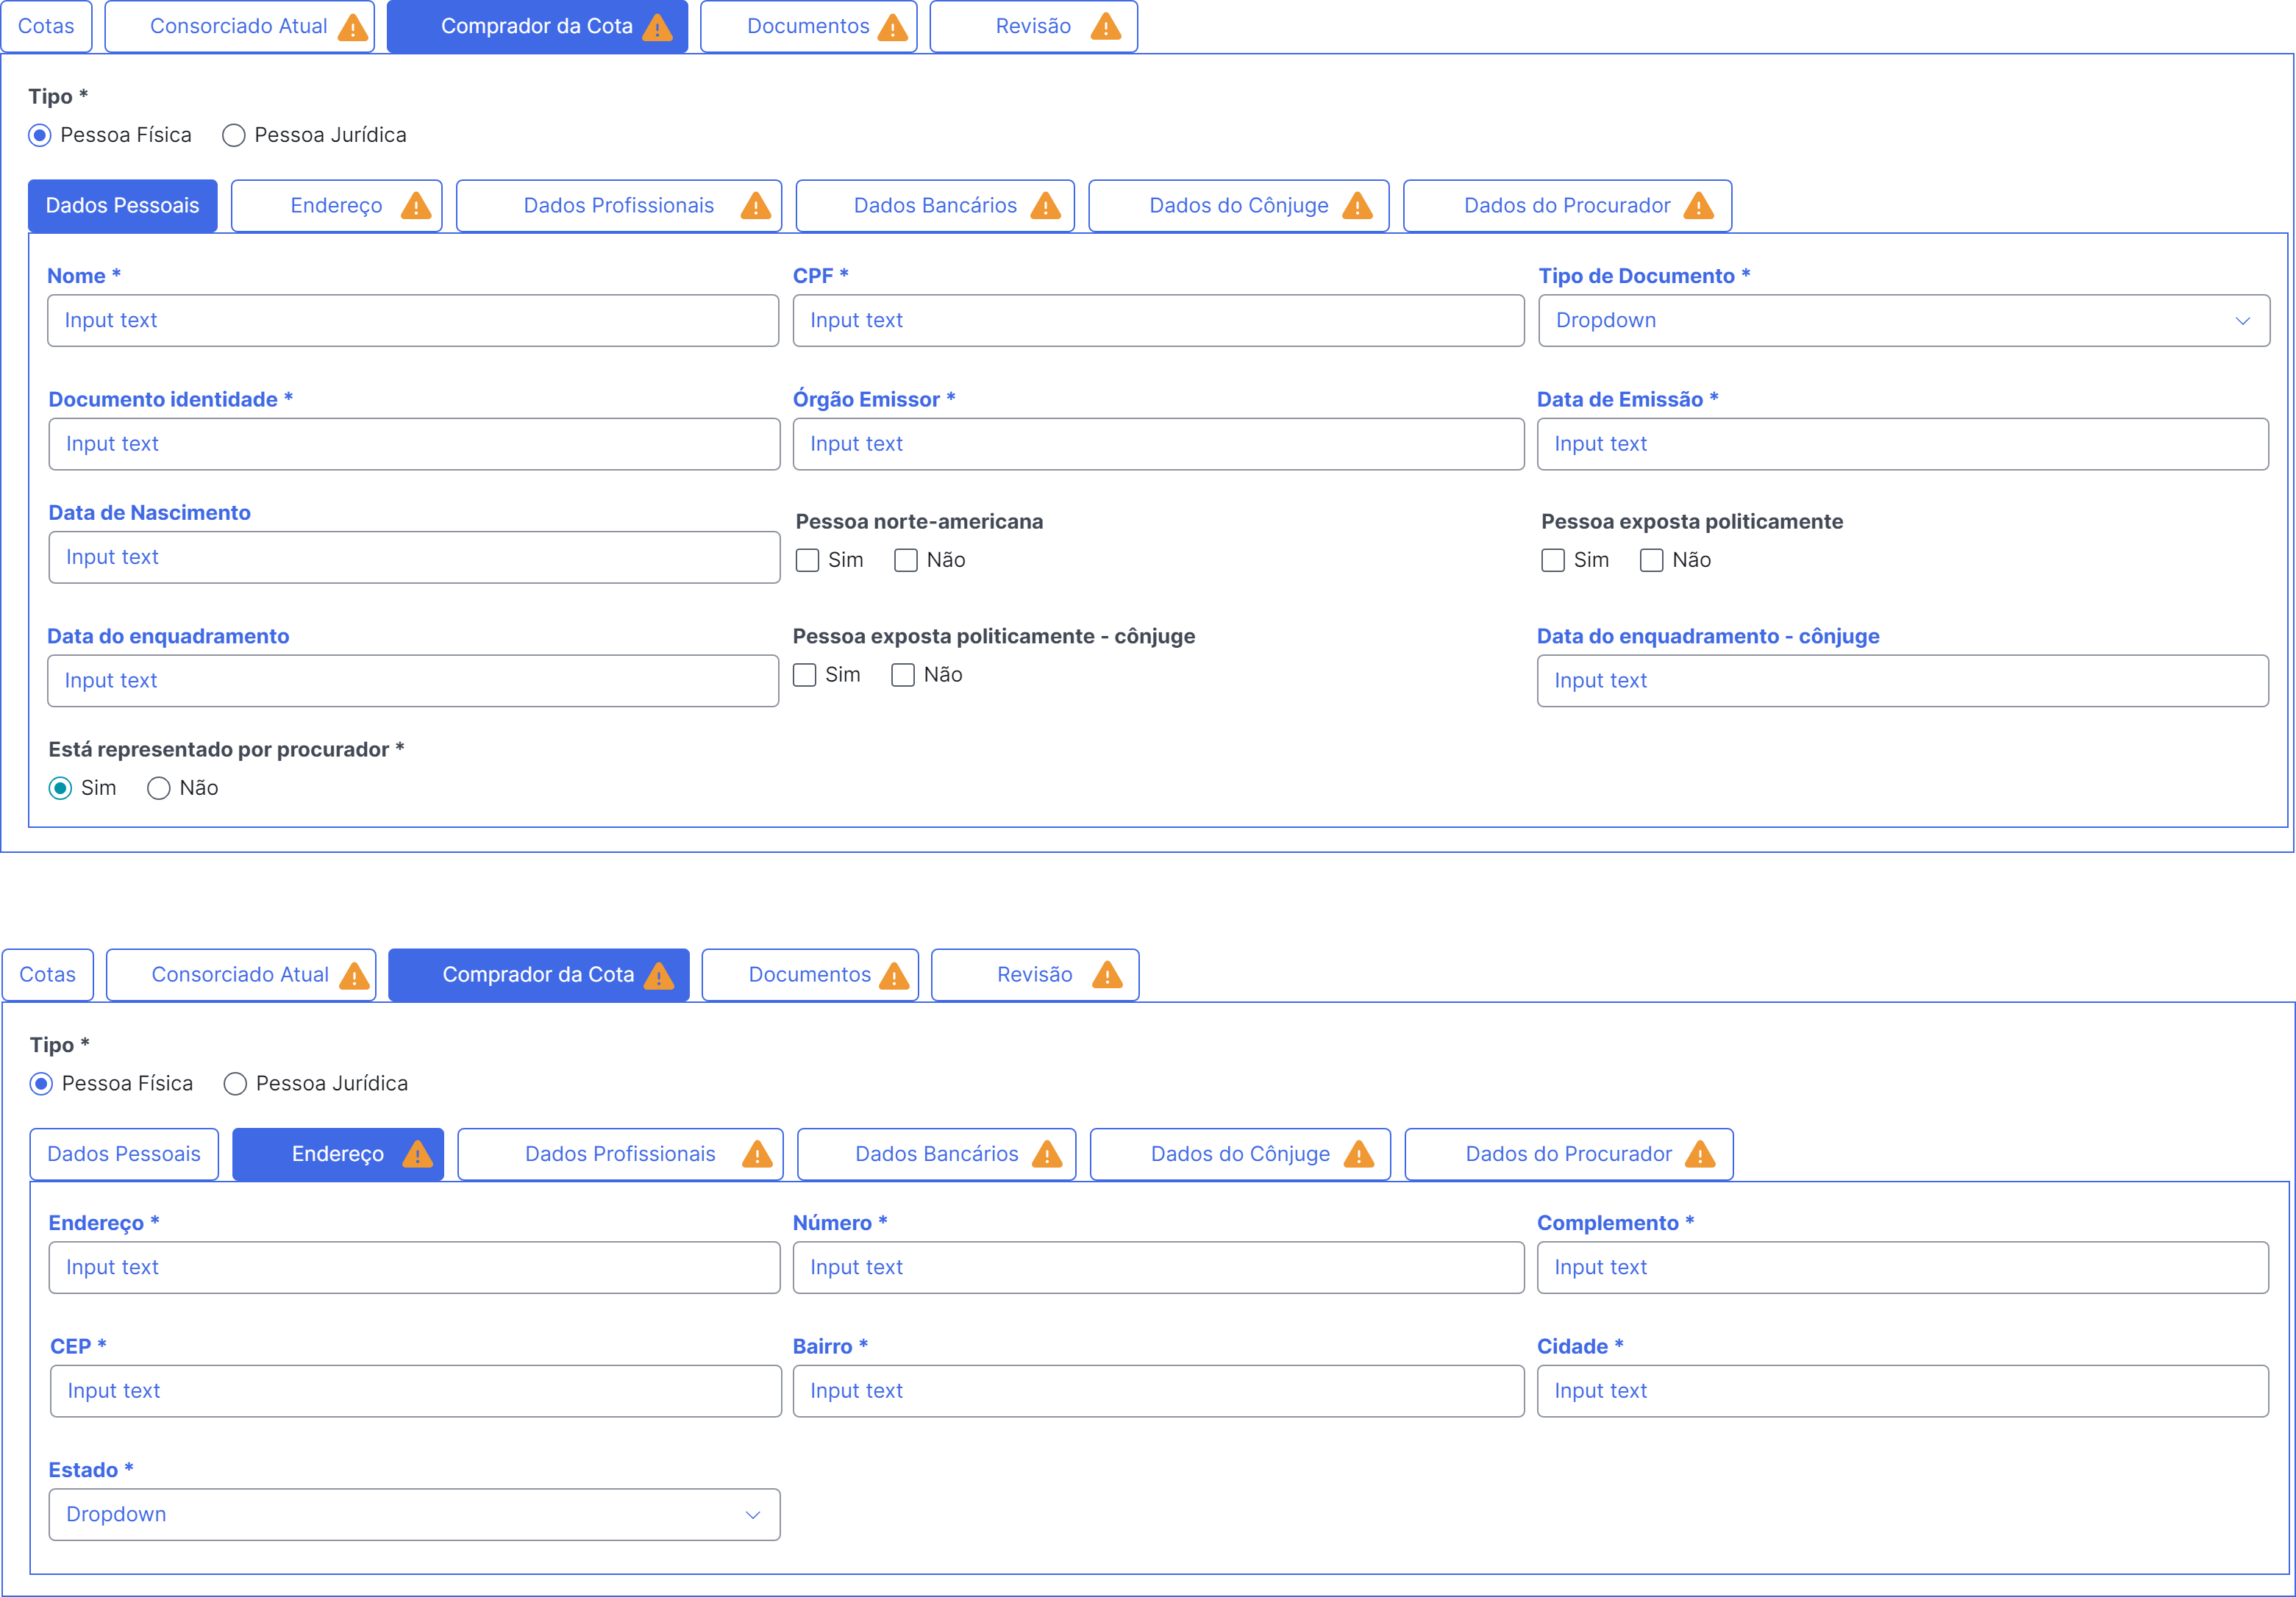 Cotas Consorciado Atual Comprador da Cota Documentos Revisão
Tipo *
Pessoa Física Pessoa Jurídica
Dados Pessoais Endereço Dados Profissionais Dados Bancários Dados do Cônjuge Dados do Procurador
Nome * CPF * Tipo de Documento *
Input text Input text Dropdown
Documento identidade * Órgão Emissor * Data de Emissão *
Input text Input text Input text
Data de Nascimento Pessoa norte-americana Pessoa exposta politicamente
Input text Sim Não Sim Não
Data do enquadramento Pessoa exposta politicamente - cônjuge Data do enquadramento - cônjuge
Input text Sim Não Input text
Está representado por procurador *
Sim Não
Cotas Consorciado Atual Comprador da Cota Documentos Revisão
Tipo *
Pessoa Física Pessoa Jurídica
Dados Pessoais Endereço Dados Profissionais Dados Bancários Dados do Cônjuge Dados do Procurador
Endereço * Número * Complemento *
Input text Input text Input text
CEP * Bairro * Cidade *
Input text Input text Input text
Estado *
Dropdown